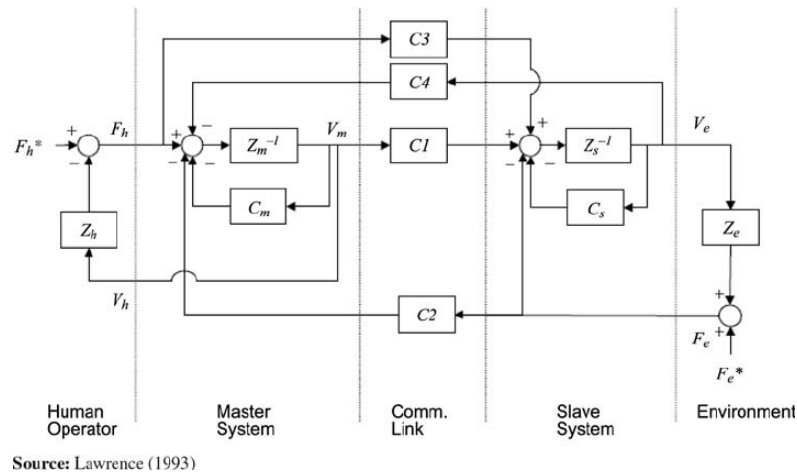 C3
C4
F_h
V_m
V_e
F_h*
+
−
+
−
−
−
Z_m^{-1}
C1
+
+
−
−
Z_s^{-1}
C_m
C_s
Z_h
Z_e
V_h
C2
+
+
F_e
F_e*
Human
Operator
Master
System
Comm.
Link
Slave
System
Environment
Source: Lawrence (1993)